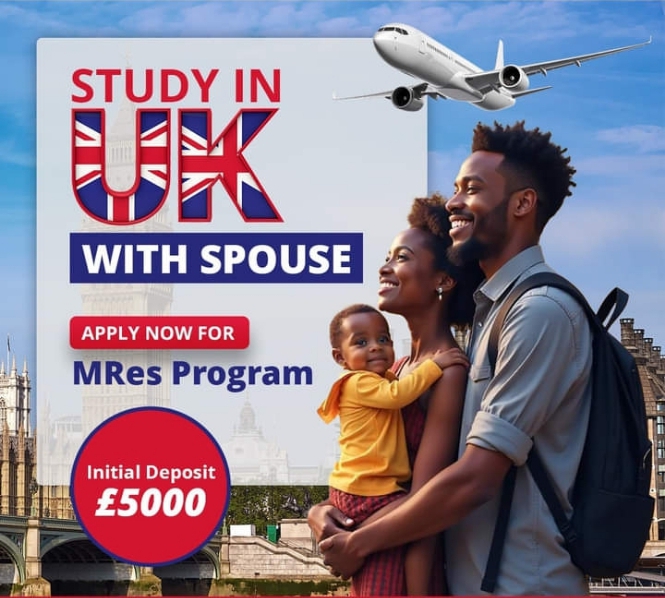 STUDY IN
UK
WITH SPOUSE
APPLY NOW FOR
MRes Program
Initial Deposit
£5000